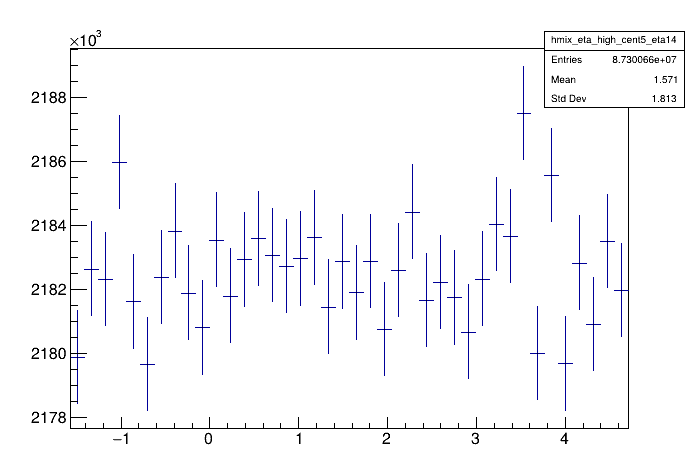 ×10³
hmix_eta_high_cent5_eta14
Entries 8.730066e+07
Mean 1.571
Std Dev 1.813
2188
2186
2184
2182
2180
2178
−1 0 1 2 3 4